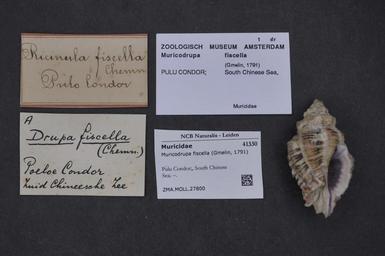 Ricinula fiscella
Chemn.
Pulo Condor
ZOOLOGISCH MUSEUM AMSTERDAM
1 dr
Muricodrupa fiscella
(Gmelin, 1791)
PULU CONDOR; South Chinese Sea,
Muricidae
A
Drupa fiscella
(Chemn.)
Poeloe Condor
Zuid Chineesche Zee
NCB Naturalis - Leiden
Muricidae 41350
Muricodrupa fiscella (Gmelin, 1791)
Pulu Condor;, South Chinese
Sea. --.
ZMA.MOLL.27800